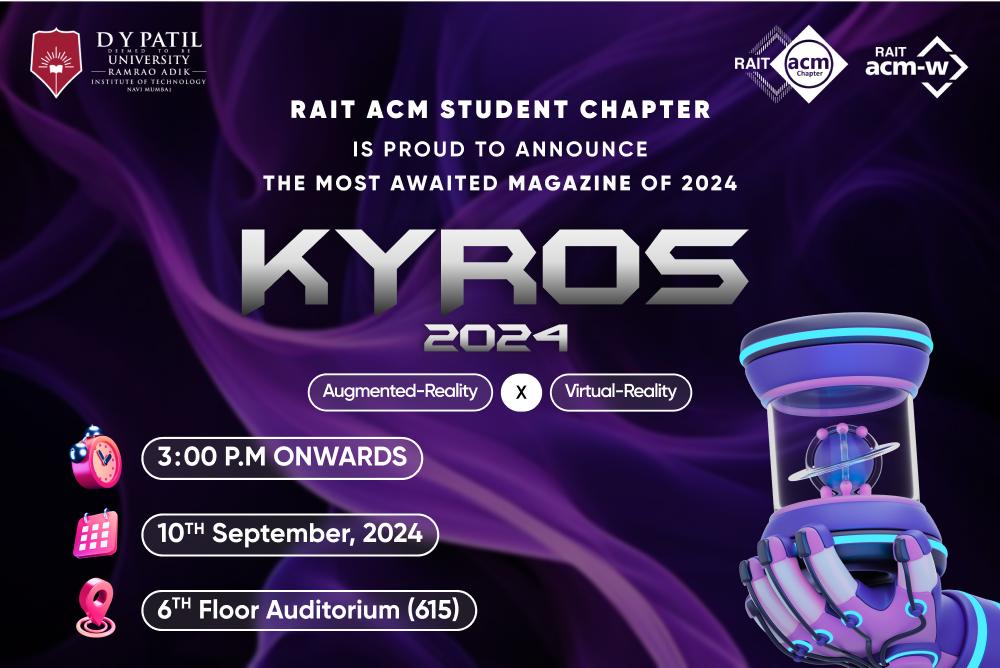 D Y PATIL
DEEMED TO BE
UNIVERSITY
RAMRAO ADIK
INSTITUTE OF TECHNOLOGY
NAVI MUMBAI
RAIT acm Chapter
RAIT acm-w
RAIT ACM STUDENT CHAPTER
IS PROUD TO ANNOUNCE
THE MOST AWAITED MAGAZINE OF 2024
KYROS
2024
Augmented-Reality X Virtual-Reality
3:00 P.M ONWARDS
10TH September, 2024
6TH Floor Auditorium (615)